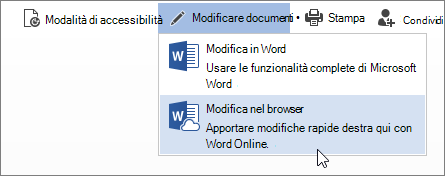 Modalità di accessibilità Modificare documenti • Stampa Condividi
Modifica in Word
Usare le funzionalità complete di Microsoft
Word
Modifica nel browser
Apportare modifiche rapide destra qui con
Word Online.